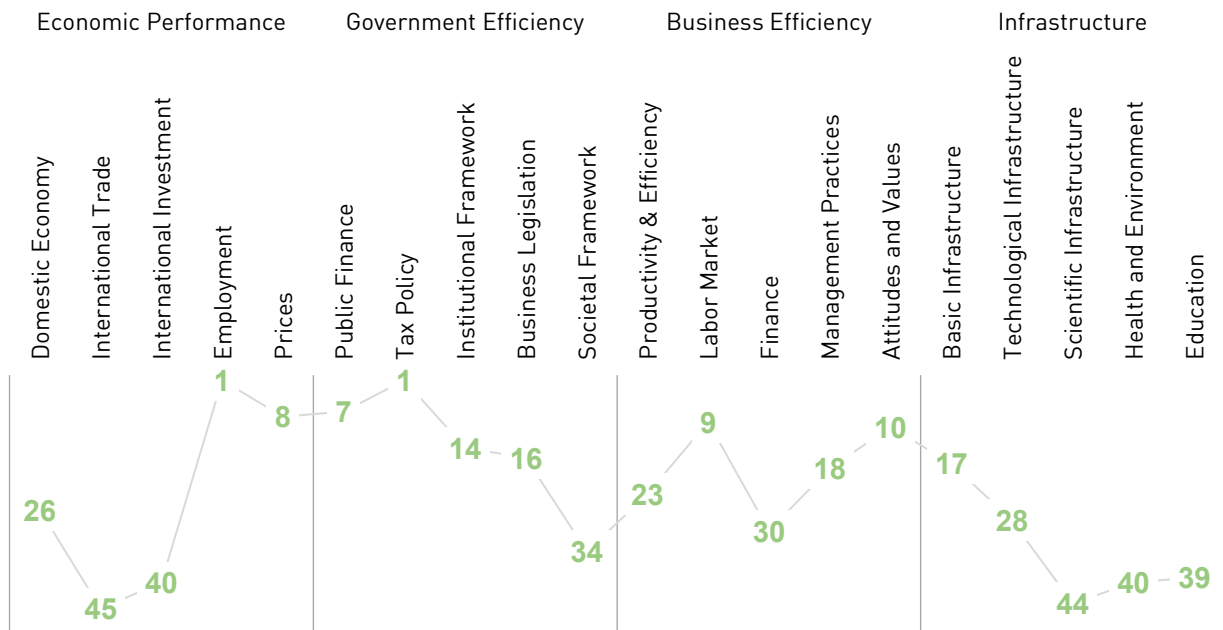 Economic Performance
Government Efficiency
Business Efficiency
Infrastructure
Domestic Economy
International Trade
International Investment
Employment
Prices
Public Finance
Tax Policy
Institutional Framework
Business Legislation
Societal Framework
Productivity & Efficiency
Labor Market
Finance
Management Practices
Attitudes and Values
Basic Infrastructure
Technological Infrastructure
Scientific Infrastructure
Health and Environment
Education
26
45
40
1
8
7
1
14
16
34
23
9
30
18
10
17
28
44
40
39